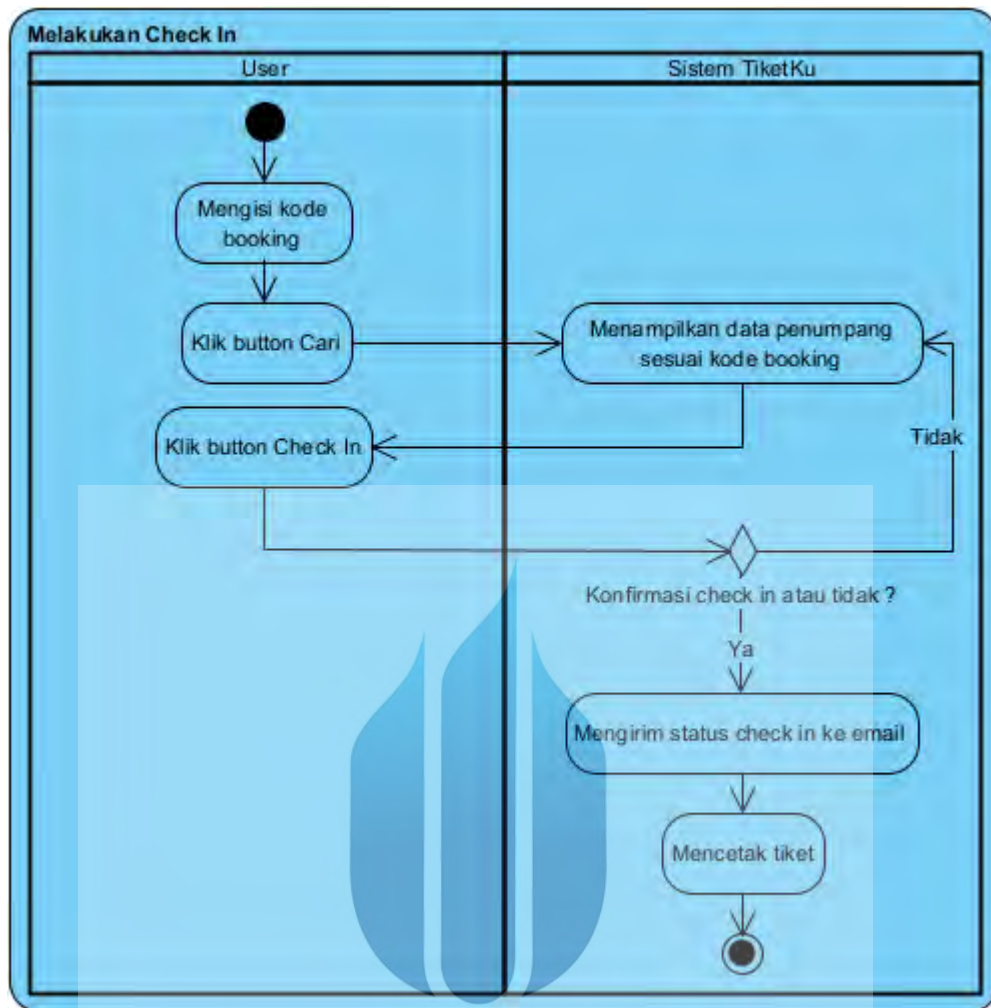 Melakukan Check In
User
Sistem TiketKu
Mengisi kode
booking
Klik button Cari
Menampilkan data penumpang
sesuai kode booking
Klik button Check In
Tidak
Konfirmasi check in atau tidak ?
Ya
Mengirim status check in ke email
Mencetak tiket